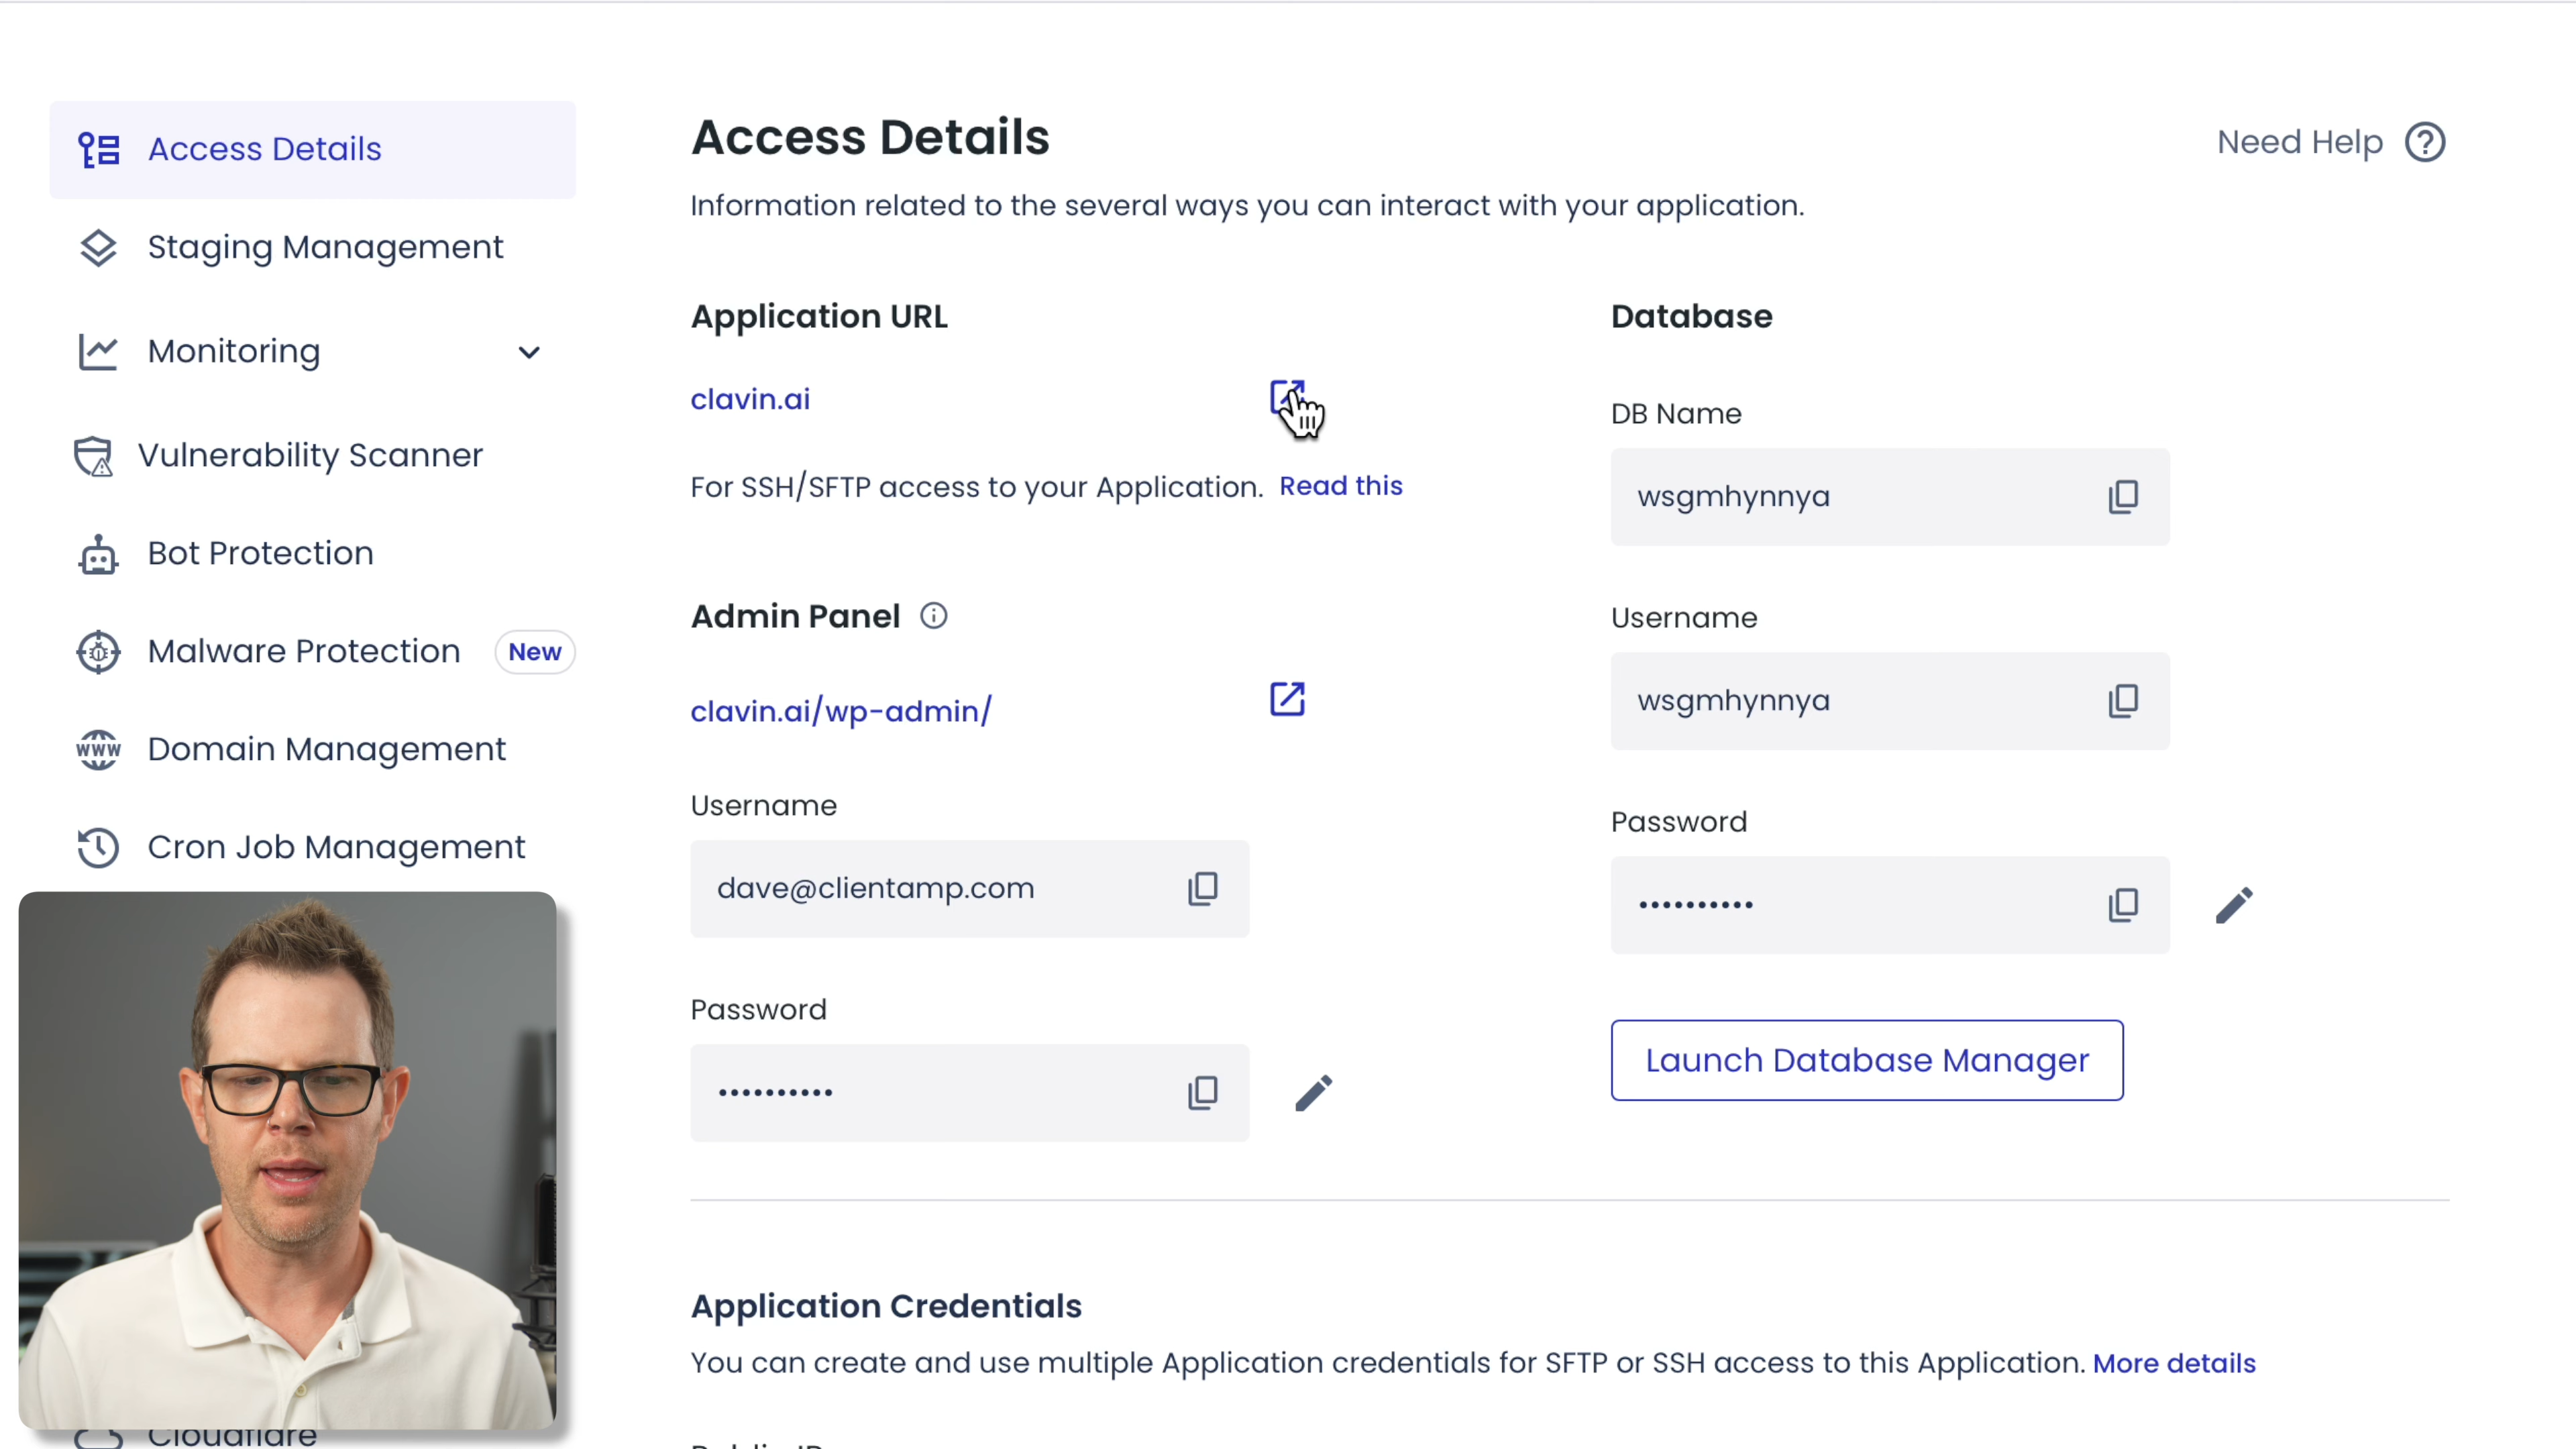 Access Details
Staging Management
Monitoring
Vulnerability Scanner
Bot Protection
Malware Protection New
Domain Management
Cron Job Management
Cloudflare
Access Details
Need Help
Information related to the several ways you can interact with your application.
Application URL
clavin.ai
For SSH/SFTP access to your Application. Read this
Admin Panel
clavin.ai/wp-admin/
Username
dave@clientamp.com
Password
••••••••••
Database
DB Name
wsgmhynnya
Username
wsgmhynnya
Password
••••••••••
Launch Database Manager
Application Credentials
You can create and use multiple Application credentials for SFTP or SSH access to this Application. More details
Public IP